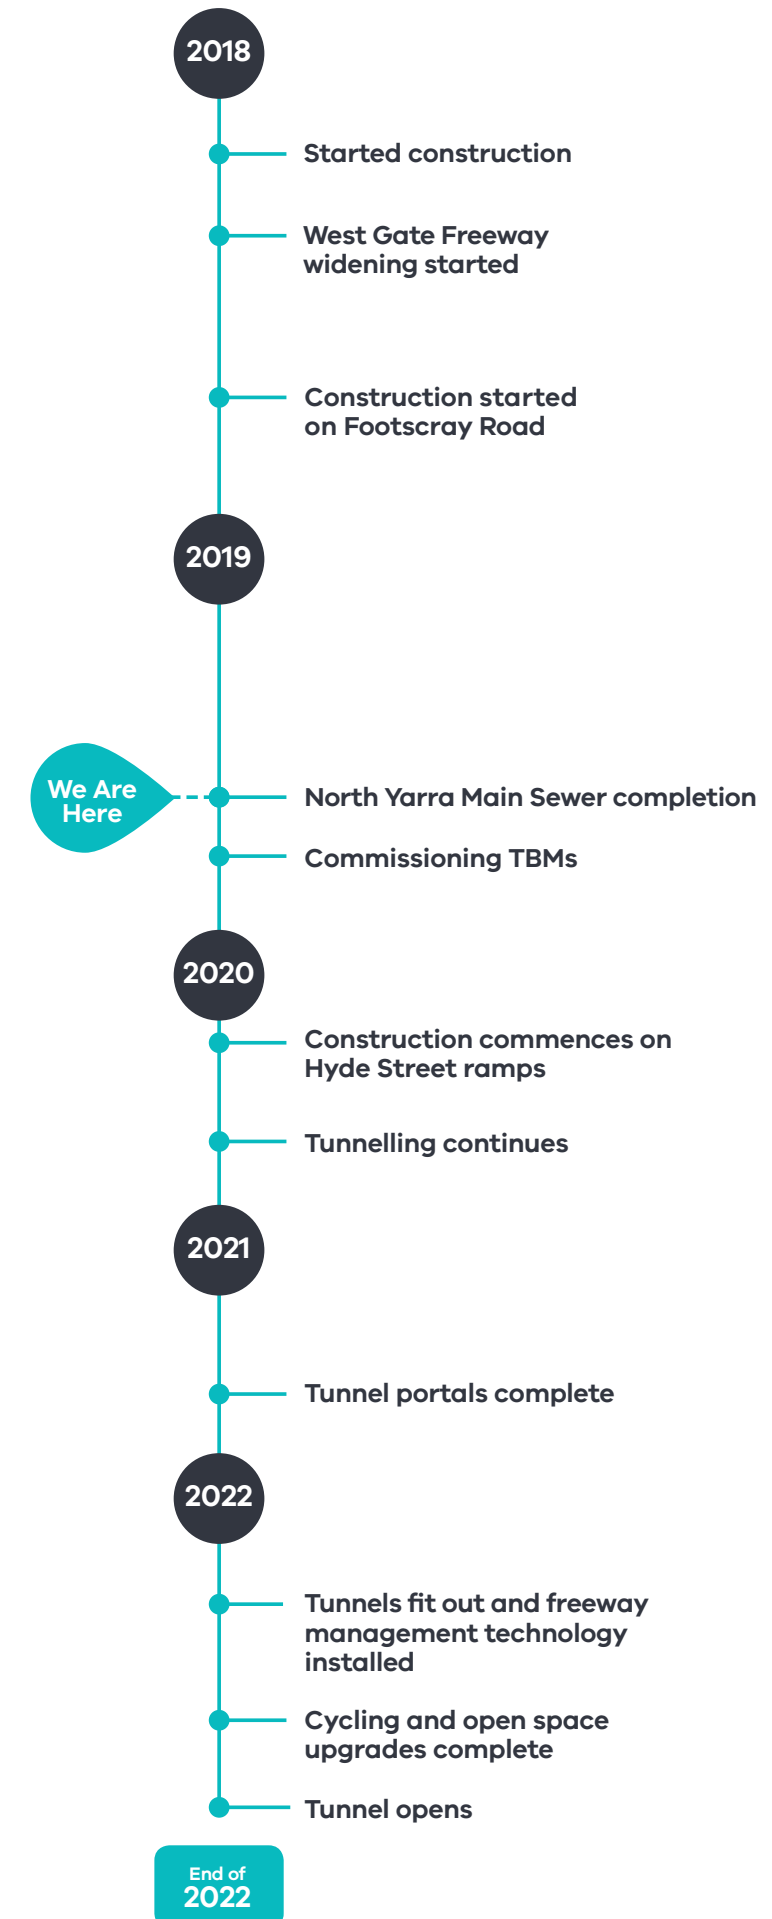 2018
Started construction
West Gate Freeway
widening started
Construction started
on Footscray Road
2019
We Are
Here
North Yarra Main Sewer completion
Commissioning TBMs
2020
Construction commences on
Hyde Street ramps
Tunnelling continues
2021
Tunnel portals complete
2022
Tunnels fit out and freeway
management technology
installed
Cycling and open space
upgrades complete
Tunnel opens
End of
2022